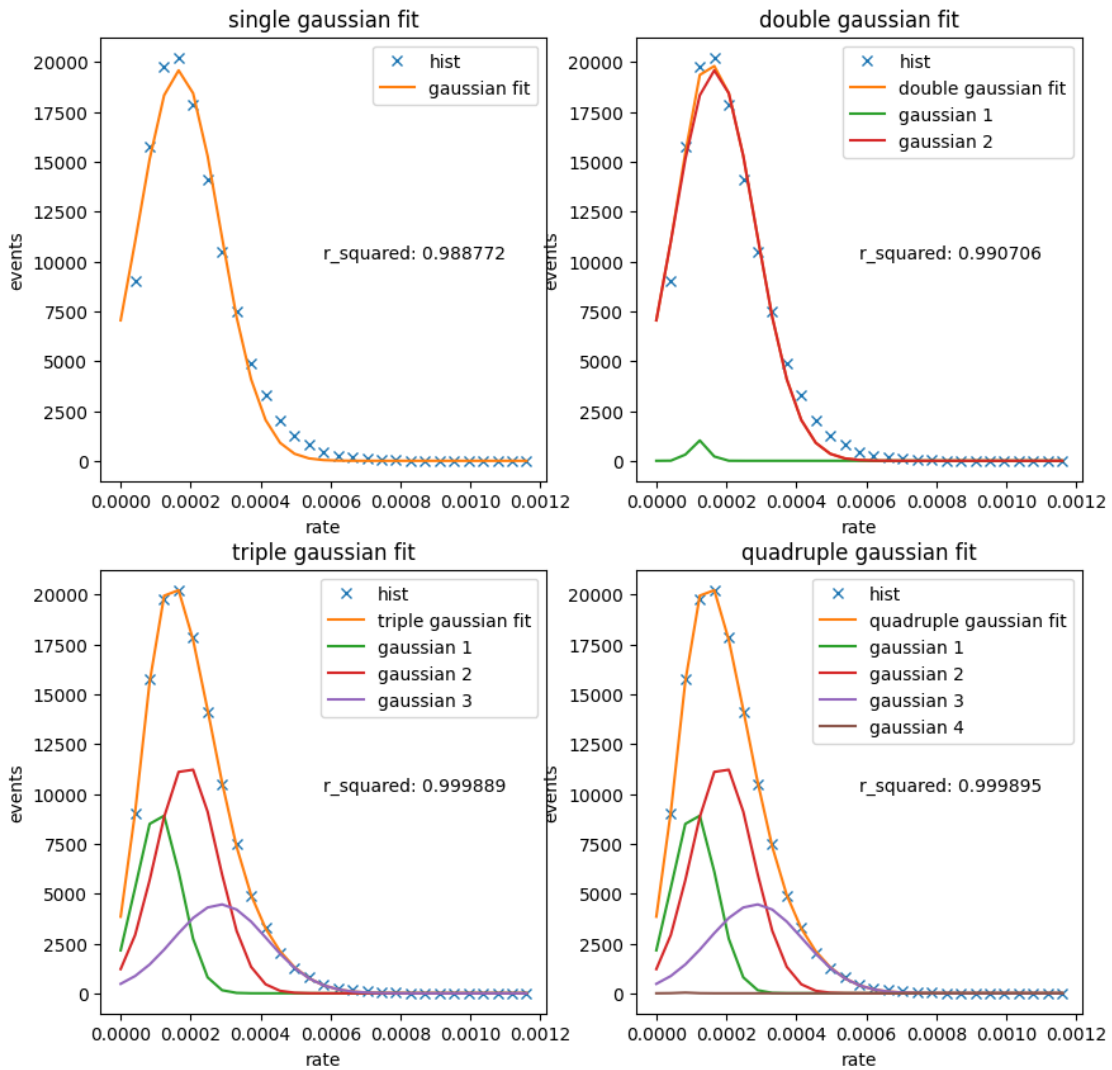 single gaussian fit
hist
gaussian fit
r_squared: 0.988772
events
20000
17500
15000
12500
10000
7500
5000
2500
0
0.0000
0.0002
0.0004
0.0006
0.0008
0.0010
0.0012
rate
double gaussian fit
hist
double gaussian fit
gaussian 1
gaussian 2
r_squared: 0.990706
events
20000
17500
15000
12500
10000
7500
5000
2500
0
0.0000
0.0002
0.0004
0.0006
0.0008
0.0010
0.0012
rate
triple gaussian fit
hist
triple gaussian fit
gaussian 1
gaussian 2
gaussian 3
r_squared: 0.999889
events
20000
17500
15000
12500
10000
7500
5000
2500
0
0.0000
0.0002
0.0004
0.0006
0.0008
0.0010
0.0012
rate
quadruple gaussian fit
hist
quadruple gaussian fit
gaussian 1
gaussian 2
gaussian 3
gaussian 4
r_squared: 0.999895
events
20000
17500
15000
12500
10000
7500
5000
2500
0
0.0000
0.0002
0.0004
0.0006
0.0008
0.0010
0.0012
rate